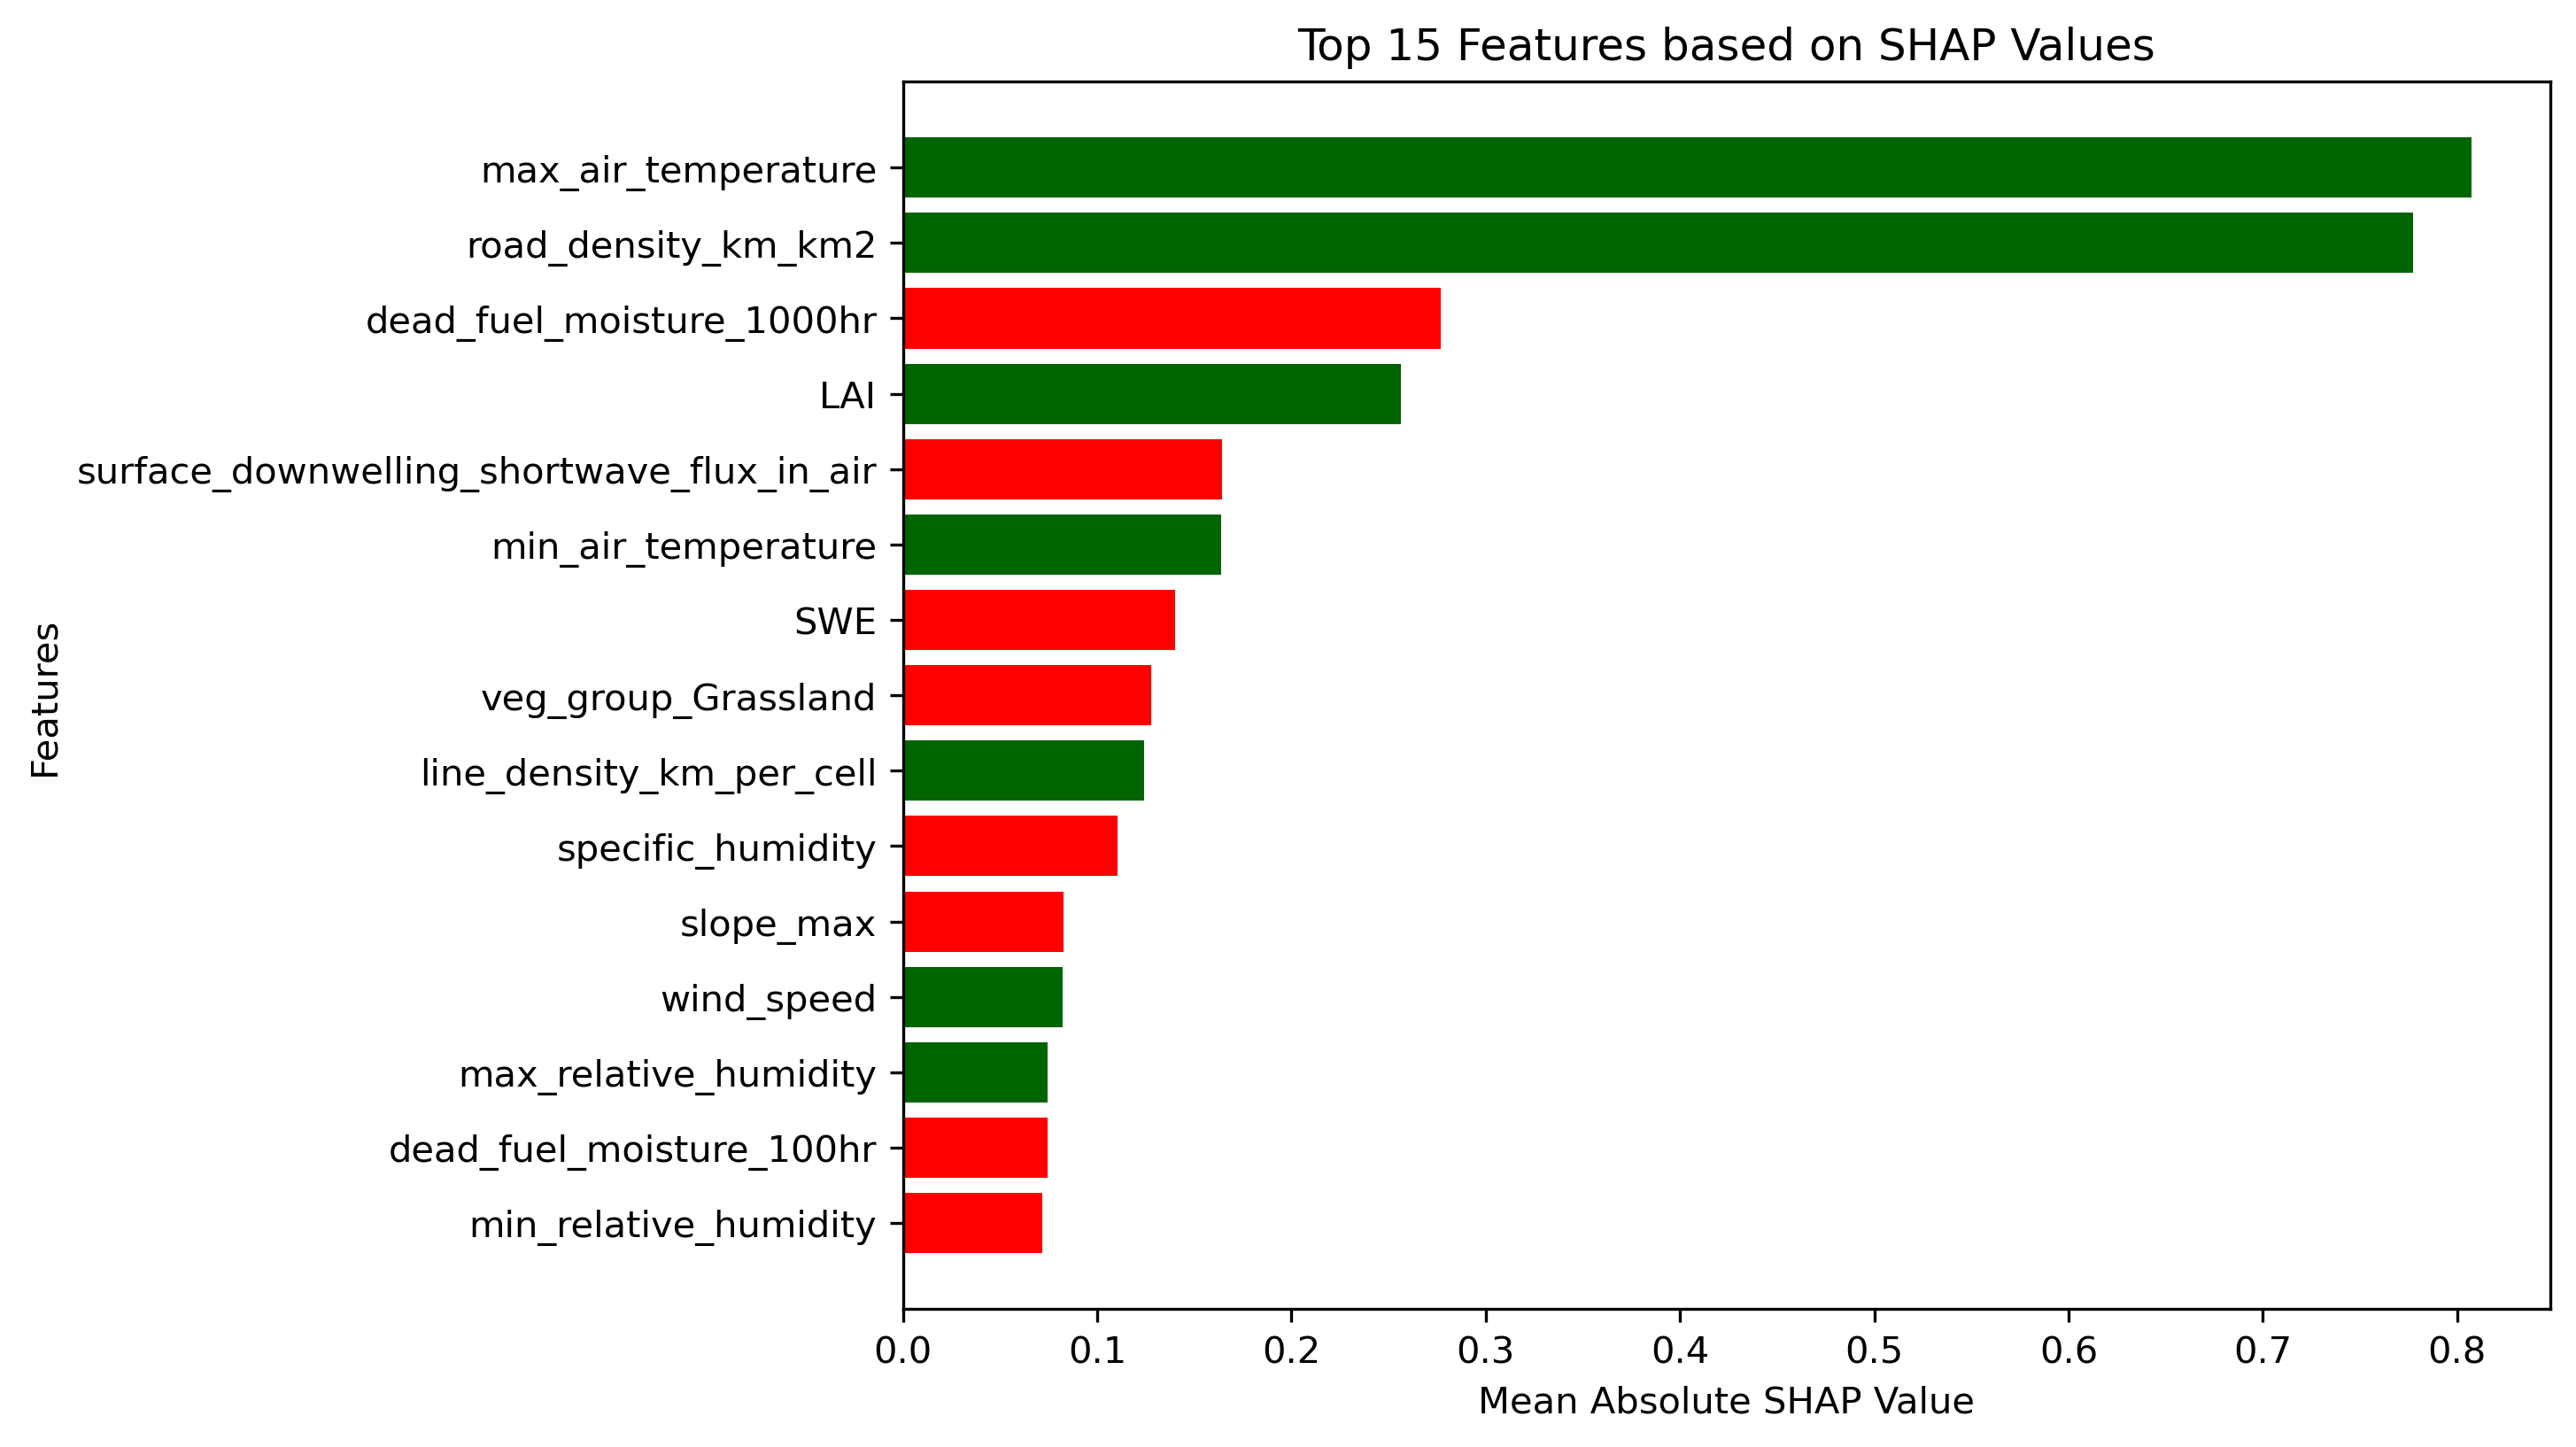 Top 15 Features based on SHAP Values
max_air_temperature
road_density_km_km2
dead_fuel_moisture_1000hr
LAI
surface_downwelling_shortwave_flux_in_air
min_air_temperature
SWE
veg_group_Grassland
line_density_km_per_cell
specific_humidity
slope_max
wind_speed
max_relative_humidity
dead_fuel_moisture_100hr
min_relative_humidity
Features
0.0 0.1 0.2 0.3 0.4 0.5 0.6 0.7 0.8
Mean Absolute SHAP Value